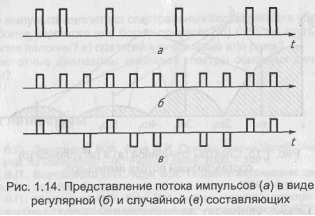 t
а
t
б
t
в
Рис. 1.14. Представление потока импульсов (а) в виде
регулярной (б) и случайной (в) составляющих